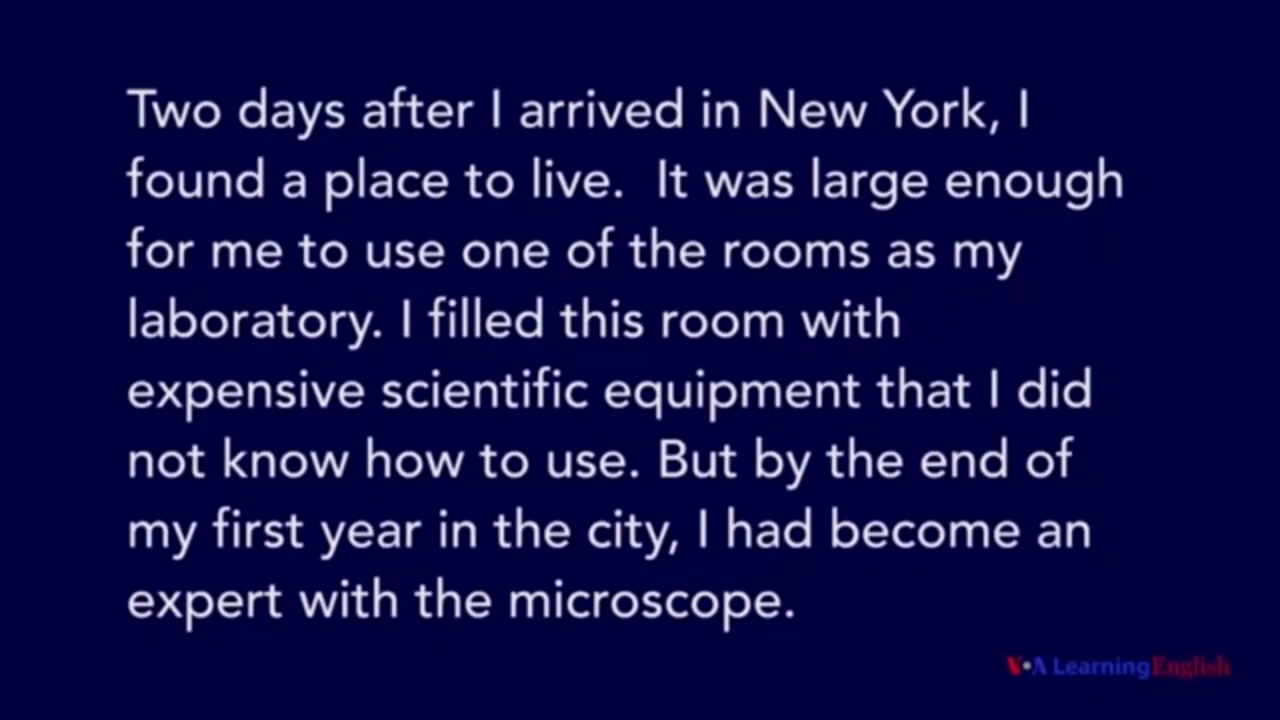 Two days after I arrived in New York, I
found a place to live.  It was large enough
for me to use one of the rooms as my
laboratory. I filled this room with
expensive scientific equipment that I did
not know how to use. But by the end of
my first year in the city, I had become an
expert with the microscope.
VOA Learning English